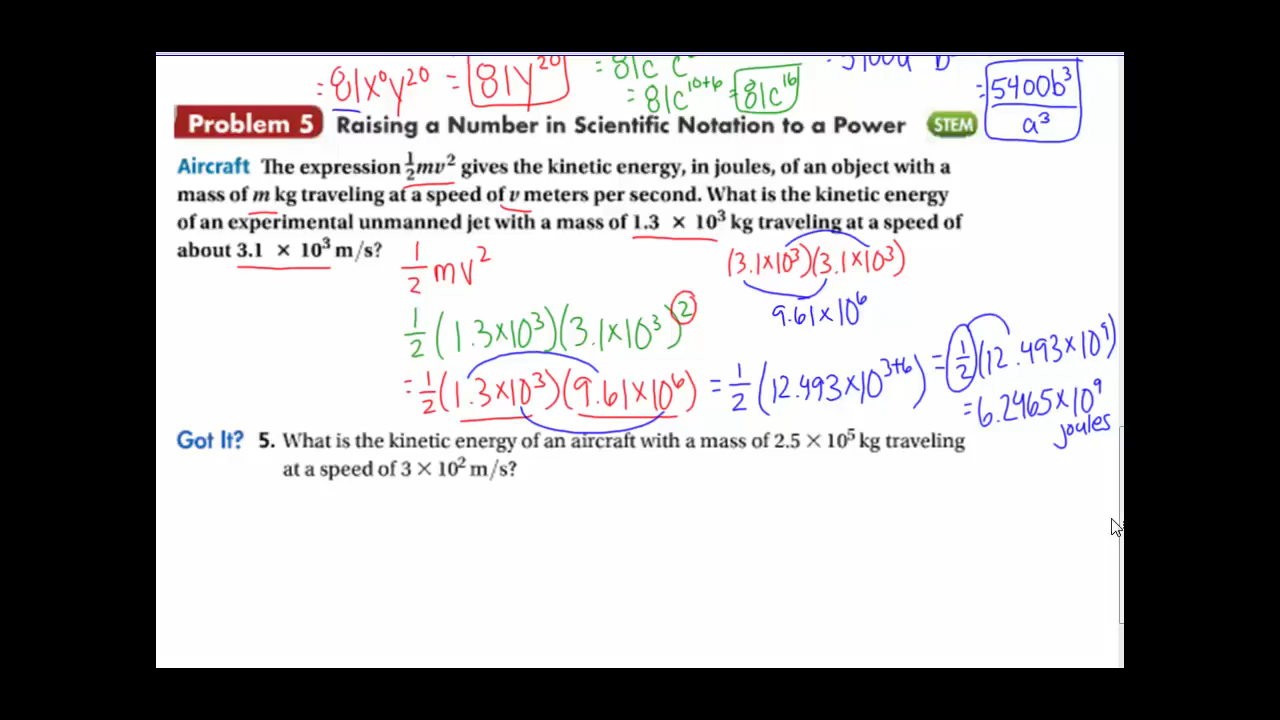 = 81x⁰y²⁰ = 81y²⁰
= 81c c
= 81c¹⁰⁺⁶ = 81c¹⁶
= 5400b³/a³
Problem 5 Raising a Number in Scientific Notation to a Power STEM
Aircraft The expression ½mv² gives the kinetic energy, in joules, of an object with a
mass of m kg traveling at a speed of v meters per second. What is the kinetic energy
of an experimental unmanned jet with a mass of 1.3 × 10³ kg traveling at a speed of
about 3.1 × 10³ m/s?
½mv²
(3.1×10³)(3.1×10³)
9.61×10⁶
½(1.3×10³)(3.1×10³)²
=½(1.3×10³)(9.61×10⁶) = ½(12.493×10³⁺⁶) = ½(12.493×10⁹)
=6.2465×10⁹
joules
Got It? 5. What is the kinetic energy of an aircraft with a mass of 2.5 × 10⁵ kg traveling
at a speed of 3 × 10² m/s?